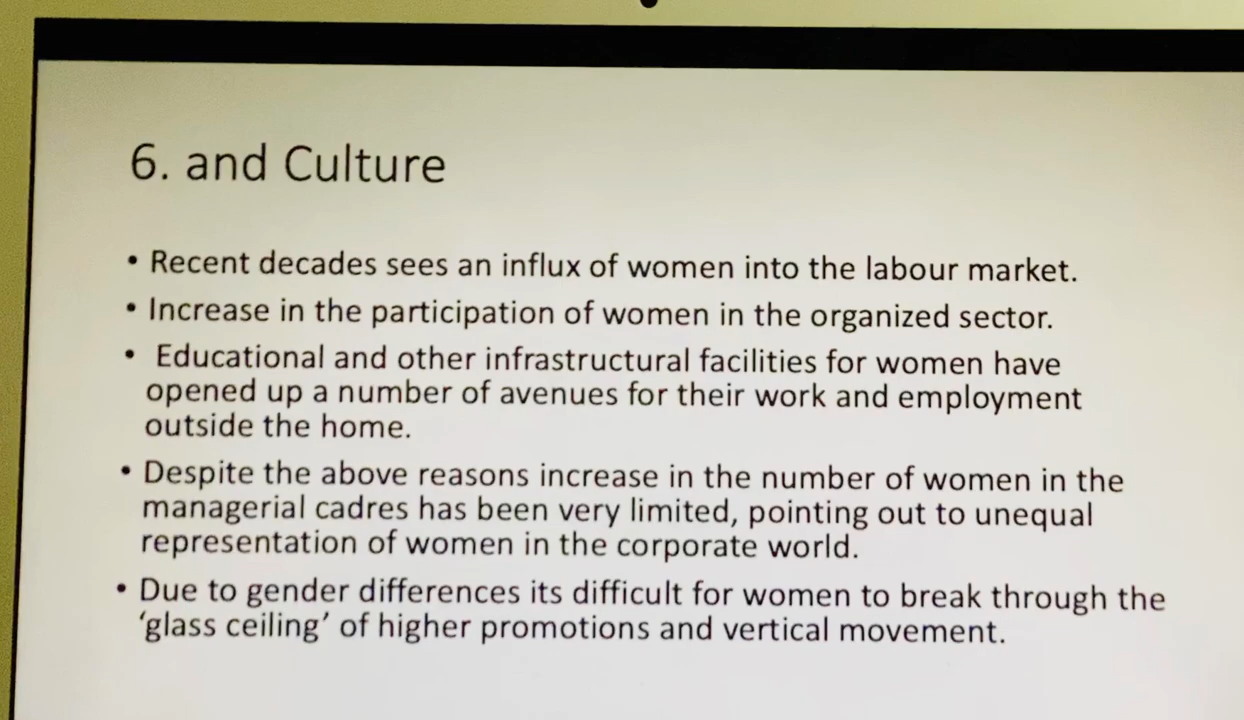 6. and Culture
• Recent decades sees an influx of women into the labour market.
• Increase in the participation of women in the organized sector.
• Educational and other infrastructural facilities for women have
opened up a number of avenues for their work and employment
outside the home.
• Despite the above reasons increase in the number of women in the
managerial cadres has been very limited, pointing out to unequal
representation of women in the corporate world.
• Due to gender differences its difficult for women to break through the
‘glass ceiling’ of higher promotions and vertical movement.